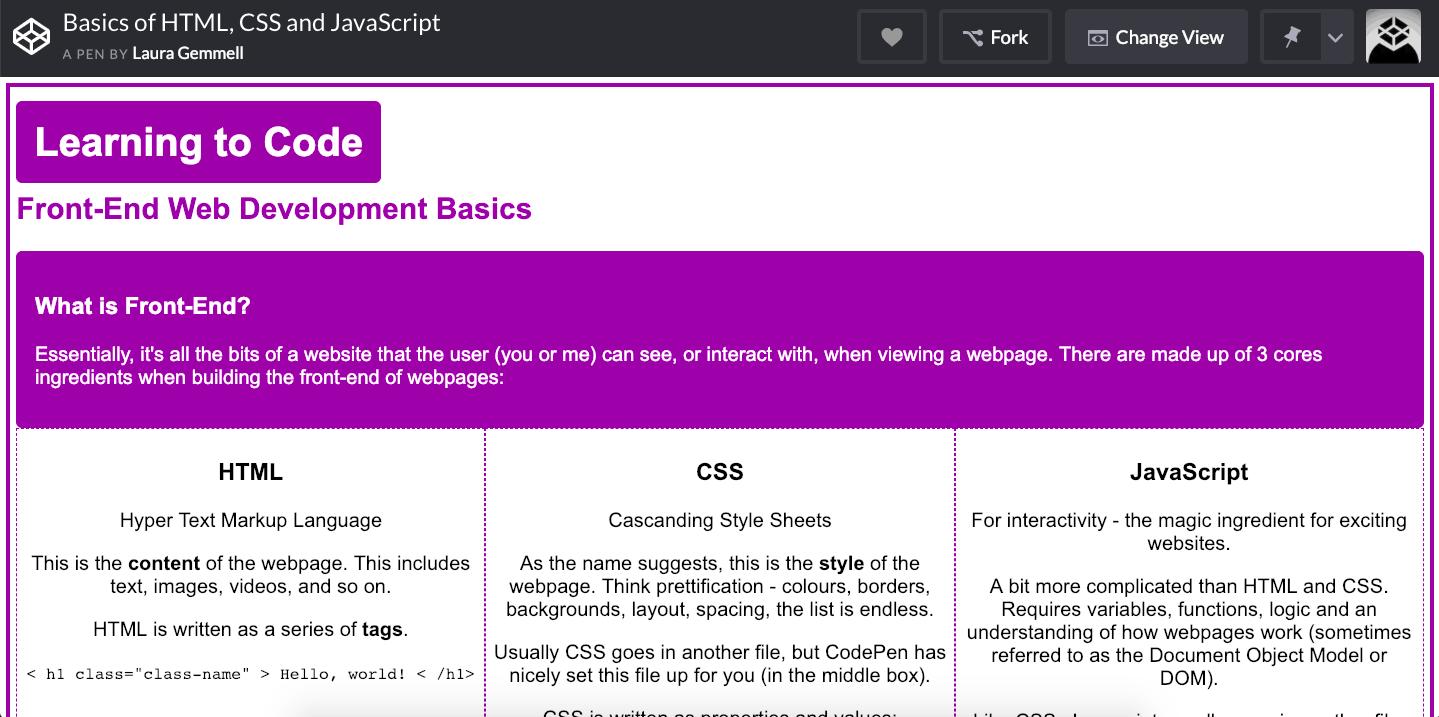 Basics of HTML, CSS and JavaScript
A PEN BY Laura Gemmell
Fork
Change View
Learning to Code
Front-End Web Development Basics
What is Front-End?
Essentially, it's all the bits of a website that the user (you or me) can see, or interact with, when viewing a webpage. There are made up of 3 cores
ingredients when building the front-end of webpages:
HTML
Hyper Text Markup Language
This is the content of the webpage. This includes
text, images, videos, and so on.
HTML is written as a series of tags.
< h1 class="class-name" > Hello, world! < /h1>
CSS
Cascanding Style Sheets
As the name suggests, this is the style of the
webpage. Think prettification - colours, borders,
backgrounds, layout, spacing, the list is endless.
Usually CSS goes in another file, but CodePen has
nicely set this file up for you (in the middle box).
CSS is written as properties and values:
JavaScript
For interactivity - the magic ingredient for exciting
websites.
A bit more complicated than HTML and CSS.
Requires variables, functions, logic and an
understanding of how webpages work (sometimes
referred to as the Document Object Model or
DOM).